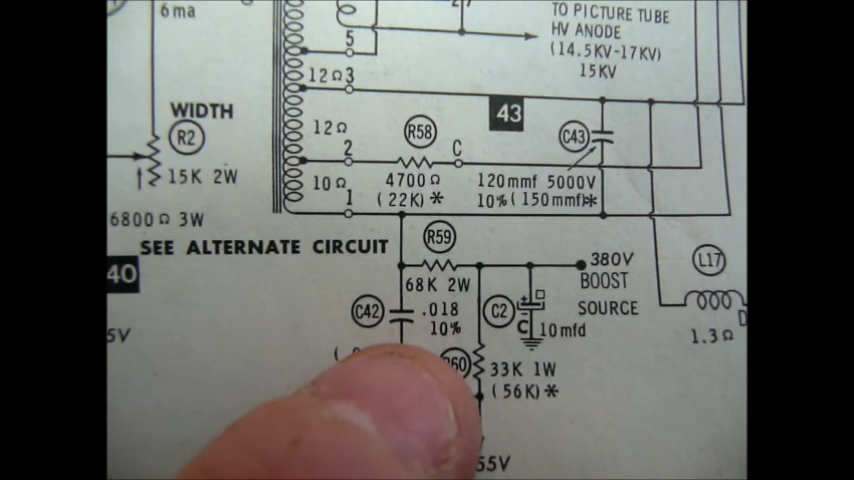 6ma
TO PICTURE TUBE
HV ANODE
(14.5KV-17KV)
15KV
5
12Ω 3
43
WIDTH
R2
R58
C
C43
12Ω
2
15K 2W
10Ω
4700Ω
120mmf 5000V
1
(22K)*
10% (150mmf)*
6800Ω 3W
R59
SEE ALTERNATE CIRCUIT
40
380V
L17
68K 2W
BOOST
C42
.018
C2
SOURCE
10%
C
10mfd
5V
1.3Ω
33K 1W
(56K)*
55V